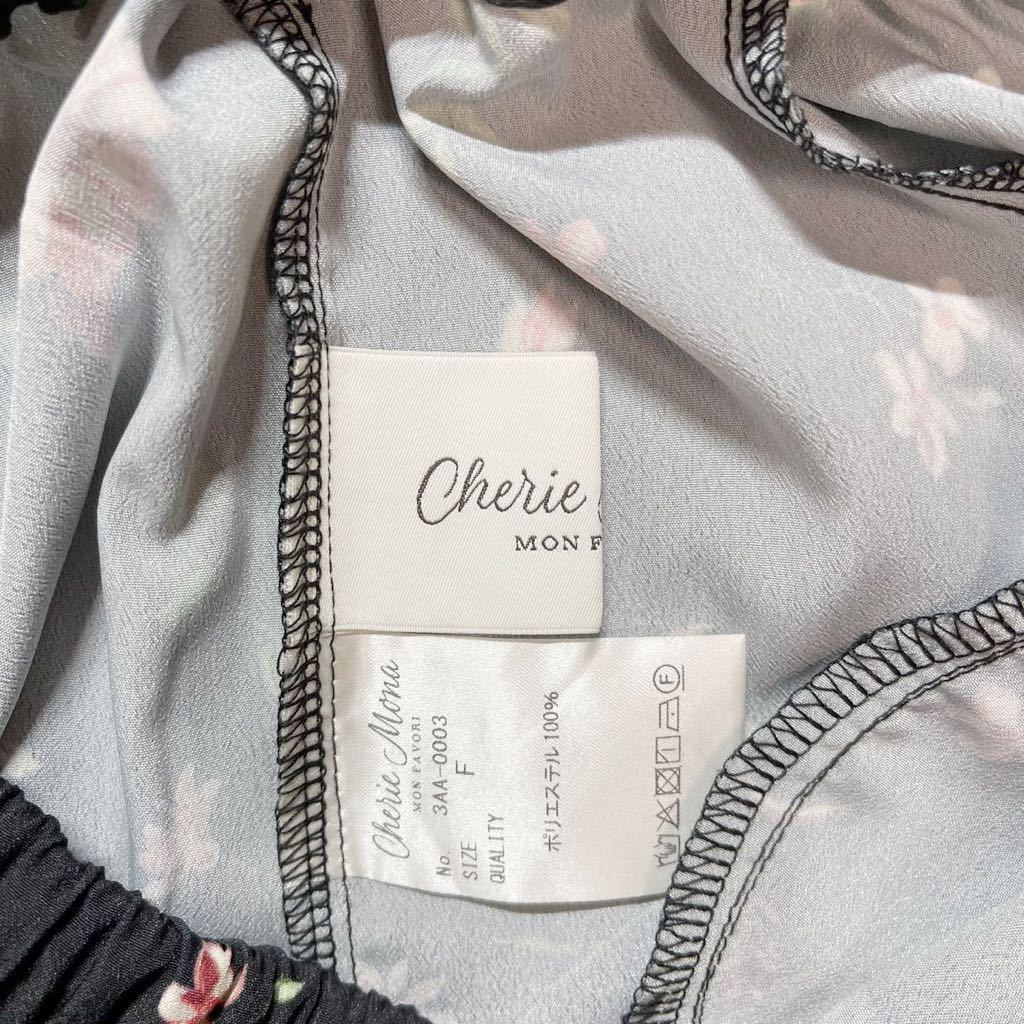 Cherie
MON F
Cherie Mona
MON FAVORI
No. 3AA-0003
SIZE F
QUALITY
ポリエステル 100%
F